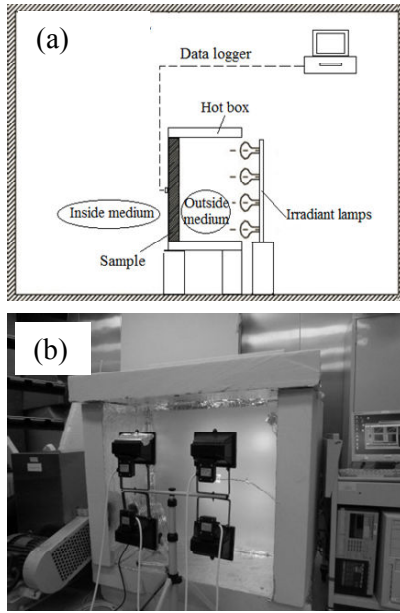 (a)
Data logger
Hot box
Inside medium
Outside
medium
Irradiant lamps
Sample
(b)